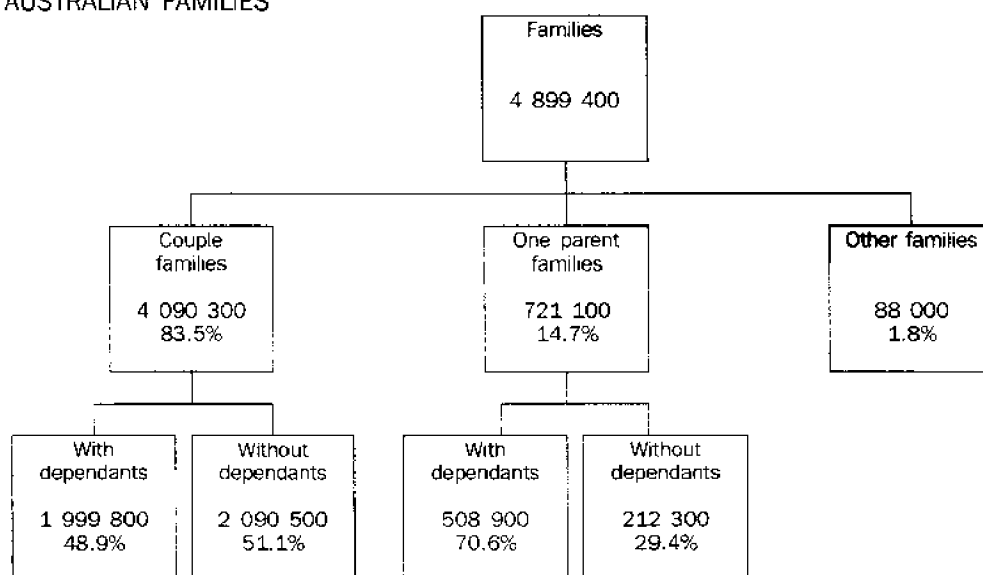 AUSTRALIAN FAMILIES
Families
4 899 400
Couple
families
4 090 300
83.5%
One parent
families
721 100
14.7%
Other families
88 000
1.8%
With
dependants
1 999 800
48.9%
Without
dependants
2 090 500
51.1%
With
dependants
508 900
70.6%
Without
dependants
212 300
29.4%